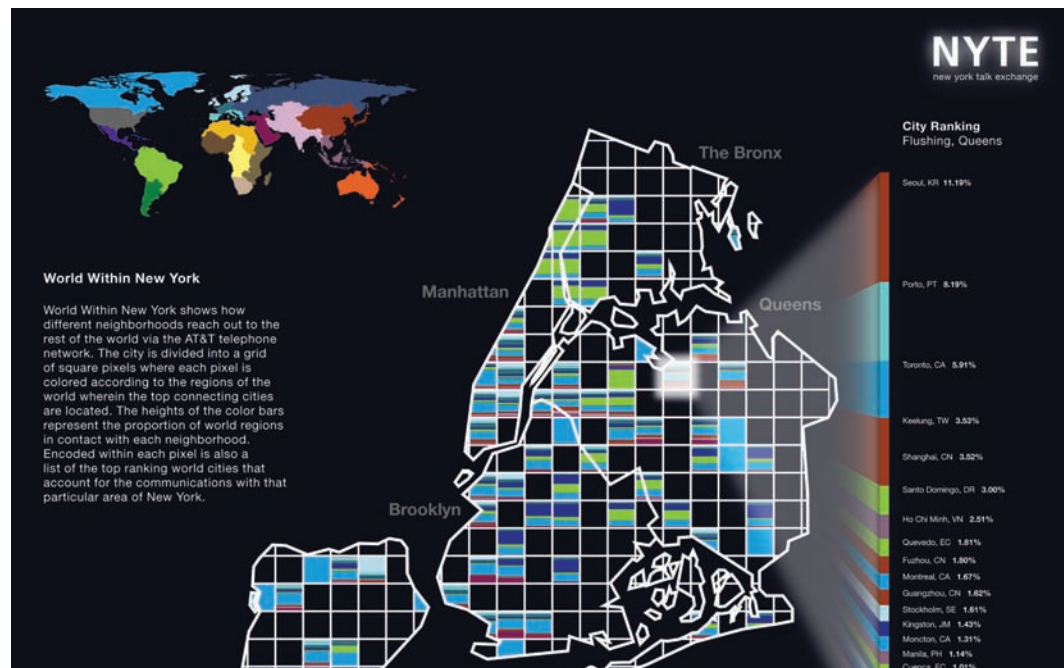 NYTE
new york talk exchange
City Ranking
Flushing, Queens
The Bronx
Manhattan
Queens
Brooklyn
World Within New York
World Within New York shows how
different neighborhoods reach out to the
rest of the world via the AT&T telephone
network. The city is divided into a grid
of square pixels where each pixel is
colored according to the regions of the
world wherein the top connecting cities
are located. The heights of the color bars
represent the proportion of world regions
in contact with each neighborhood.
Encoded within each pixel is also a
list of the top ranking world cities that
account for the communications with that
particular area of New York.
Seoul, KR 11.19%
Porto, PT 8.19%
Toronto, CA 5.91%
Keelung, TW 3.53%
Shanghai, CN 3.52%
Santo Domingo, DR 3.00%
Ho Chi Minh, VN 2.51%
Quevedo, EC 1.81%
Fuzhou, CN 1.80%
Montreal, CA 1.67%
Guangzhou, CN 1.62%
Stockholm, SE 1.61%
Kingston, JM 1.43%
Moncton, CA 1.31%
Manila, PH 1.14%
Cuenca, EC 1.01%